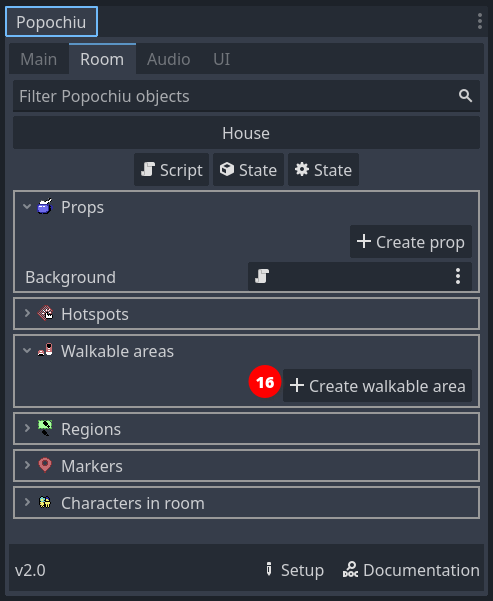 Popochiu
Main Room Audio UI
Filter Popochiu objects
House
Script State State
Props
+ Create prop
Background
Hotspots
Walkable areas
16 + Create walkable area
Regions
Markers
Characters in room
v2.0 Setup Documentation